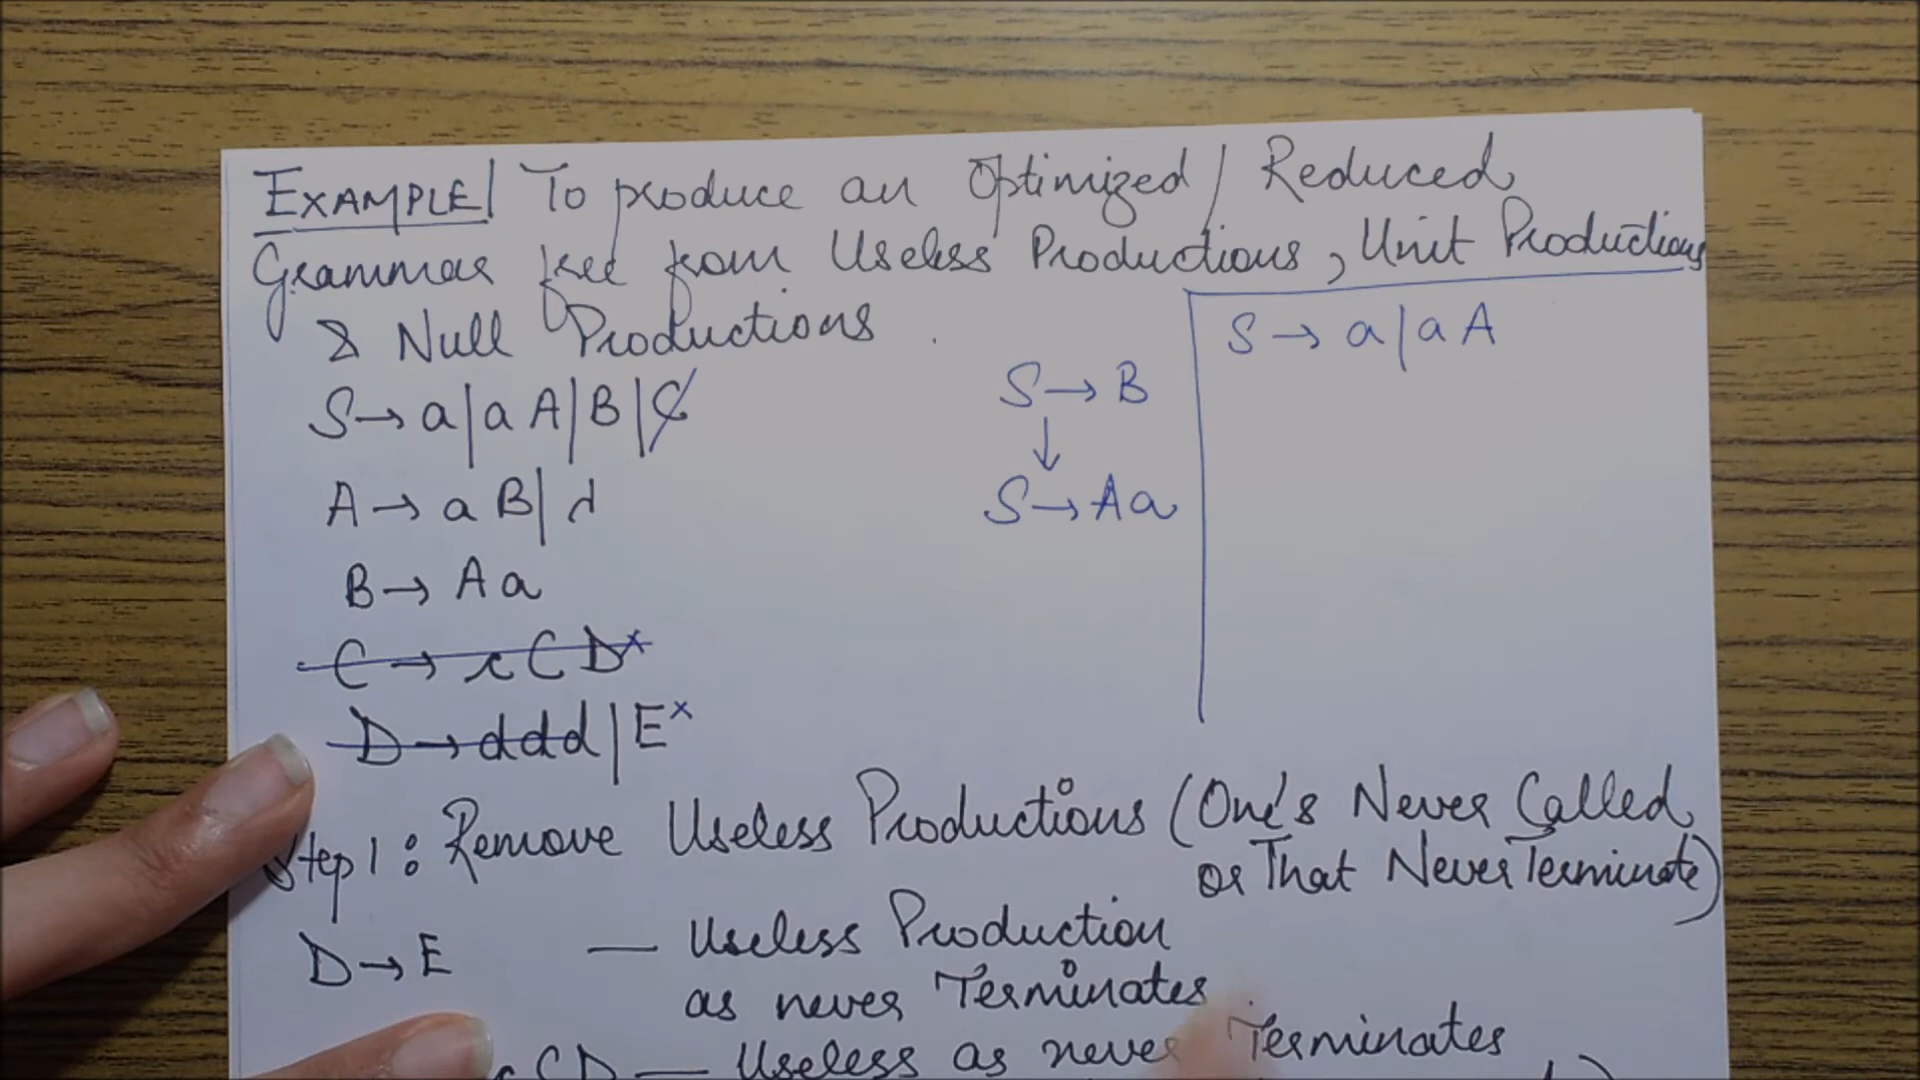 EXAMPLE| To produce an Optimized / Reduced
Grammar free from Useless Productions, Unit Productions
& Null Productions.
S → a | a A | B | C
A → a B | λ
B → A a
C → x C D x
D → d d d | E x
S → B
↓
S → A a
S → a | a A
Step 1: Remove Useless Productions (One's Never Called
or That Never Terminate)
D → E — Useless Production
as never Terminates
C D — Useless as never Terminates